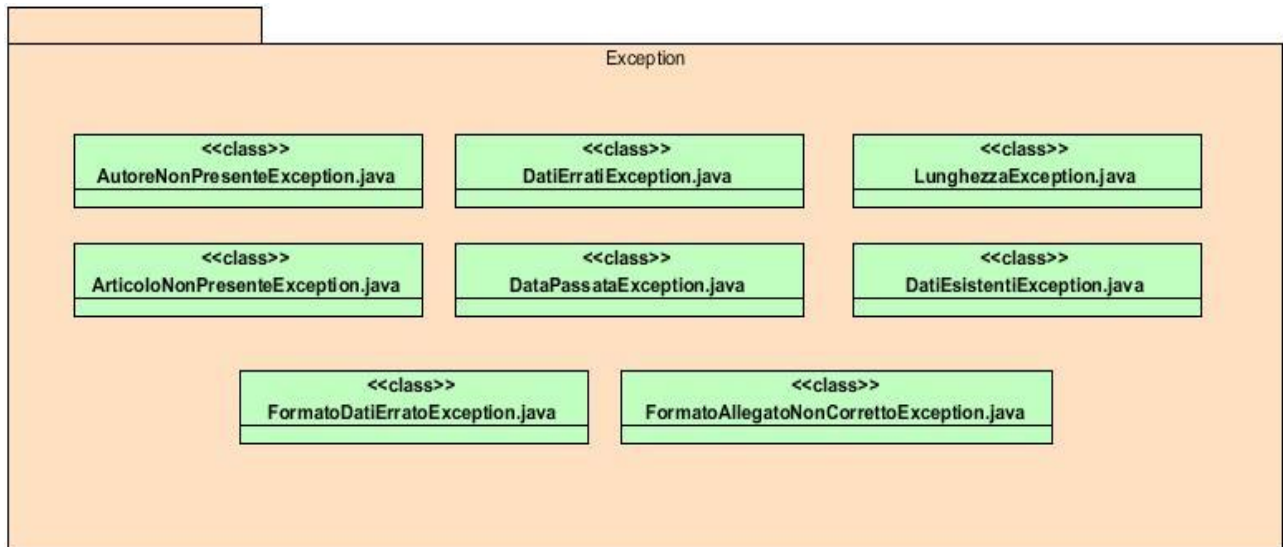 Exception
<<class>>
AutoreNonPresenteException.java
<<class>>
DatiErratiException.java
<<class>>
LunghezzaException.java
<<class>>
ArticoloNonPresenteException.java
<<class>>
DataPassataException.java
<<class>>
DatiEsistentiException.java
<<class>>
FormatoDatiErratoException.java
<<class>>
FormatoAllegatoNonCorrettoException.java